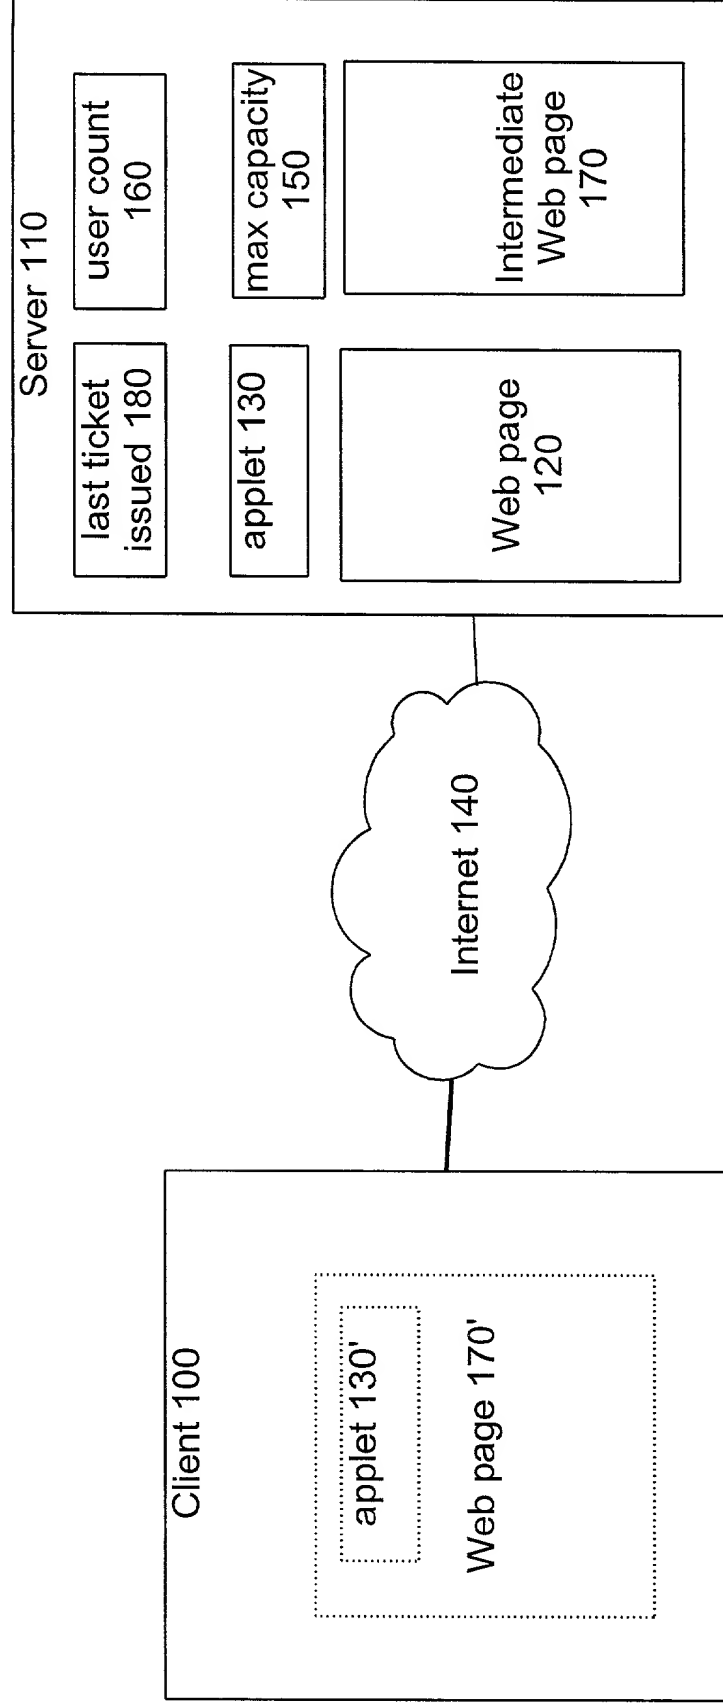 Client 100
applet 130'
Web page 170'
Internet 140
Server 110
last ticket
issued 180
user count
160
applet 130
max capacity
150
Web page
120
Intermediate
Web page
170